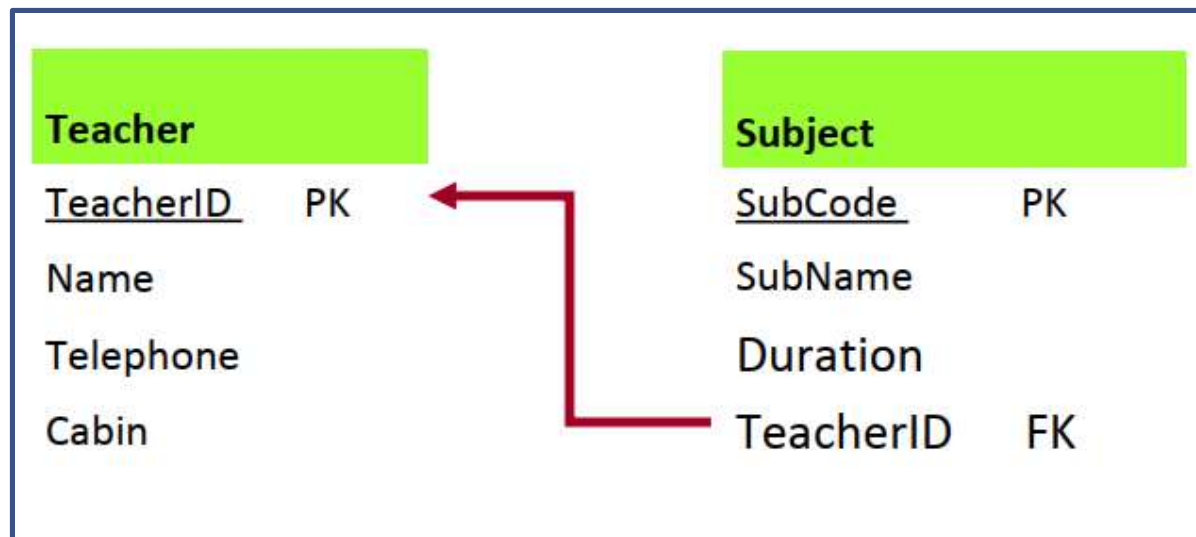 Teacher
TeacherID PK
Name
Telephone
Cabin
Subject
SubCode PK
SubName
Duration
TeacherID FK